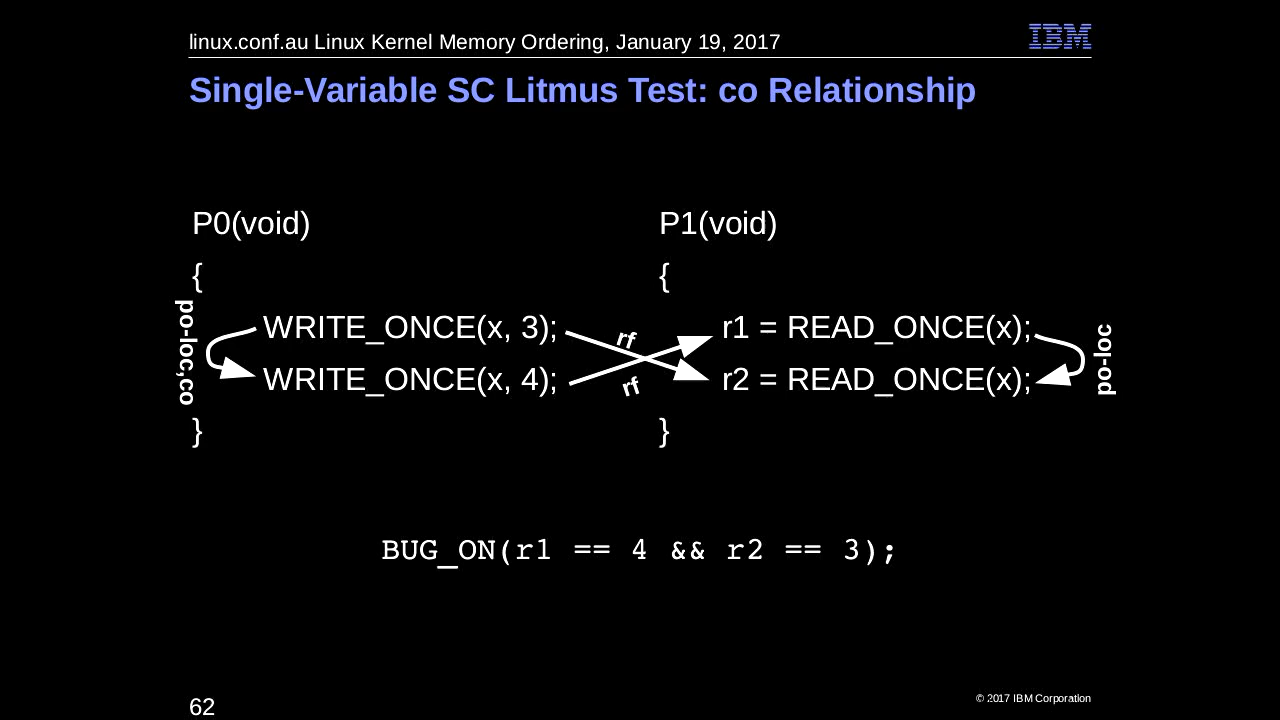 linux.conf.au Linux Kernel Memory Ordering, January 19, 2017
IBM
Single-Variable SC Litmus Test: co Relationship
P0(void)
{
po-loc,co
WRITE_ONCE(x, 3);
WRITE_ONCE(x, 4);
}
rf
rf
P1(void)
{
r1 = READ_ONCE(x);
r2 = READ_ONCE(x);
po-loc
}
BUG_ON(r1 == 4 && r2 == 3);
62
© 2017 IBM Corporation